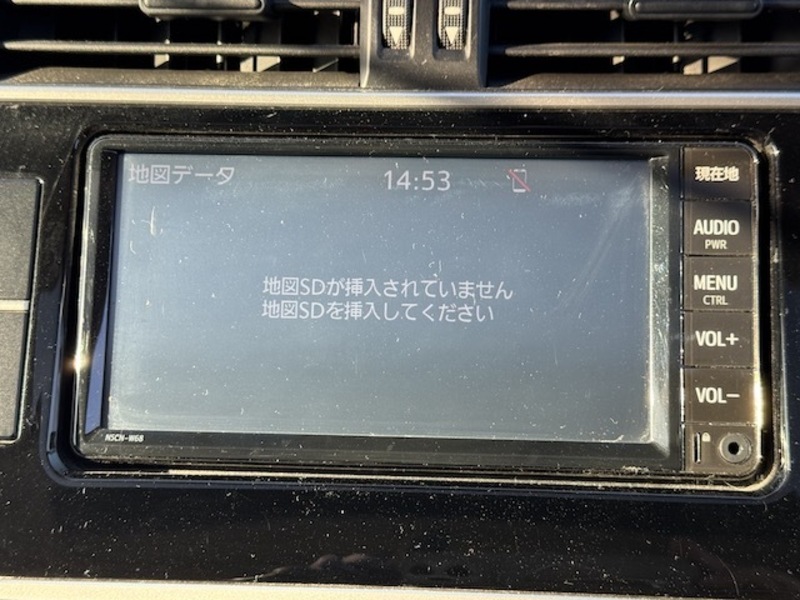 地図データ 14:53
現在地
AUDIO
PWR
地図SDが挿入されていません
地図SDを挿入してください
MENU
CTRL
VOL+
VOL-
NSCN-W68